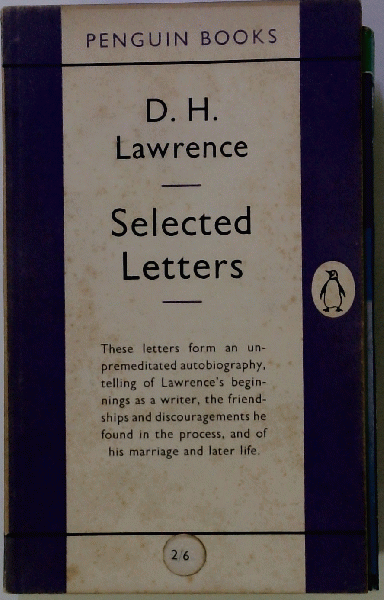 PENGUIN BOOKS
D. H.
Lawrence
Selected
Letters
These letters form an un-
premeditated autobiography,
telling of Lawrence's begin-
nings as a writer, the friend-
ships and discouragements he
found in the process, and of
his marriage and later life.
2/6